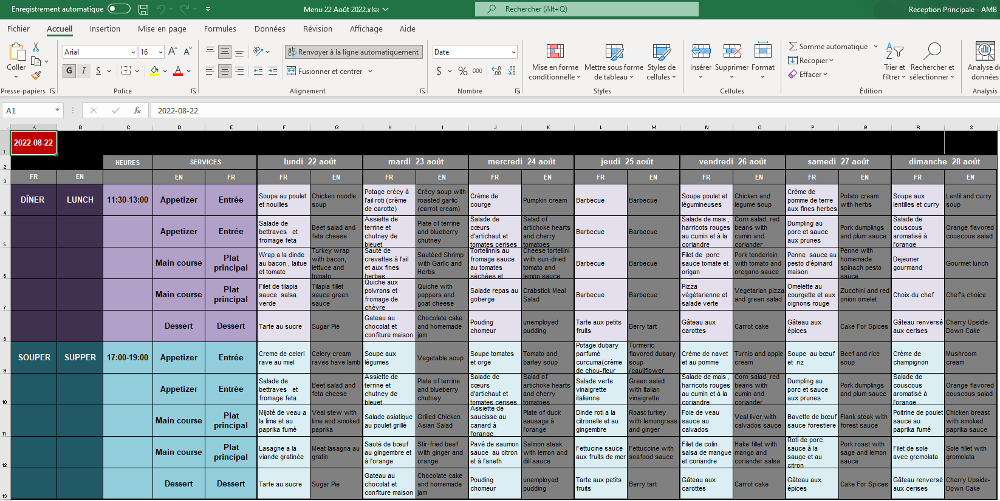 Enregistrement automatique
Menu 22 Août 2022.xlsx
Rechercher (Alt+Q)
Reception Principale - AMB
Fichier Accueil Insertion Mise en page Formules Données Révision Affichage Aide
Coller
Presse-papiers
Arial 16
G I S
Police
Renvoyer à la ligne automatiquement
Fusionner et centrer
Alignement
Date
$ % 000
Nombre
Mise en forme
conditionnelle
Mettre sous forme
de tableau
Styles de
cellules
Styles
Insérer Supprimer Format
Cellules
Somme automatique
Recopier
Effacer
Trier et
filtrer
Rechercher et
sélectionner
Édition
Analyse de
données
Analysis
A1 fx 2022-08-22
A B C D E F G H I J K L M N O P Q R S
1 2022-08-22
2 HEURES SERVICES lundi 22 août mardi 23 août mercredi 24 août jeudi 25 août vendredi 26 août samedi 27 août dimanche 28 août
3 FR EN EN FR FR EN FR EN FR EN FR EN FR EN FR EN FR EN
4 DÎNER LUNCH 11:30-13:00 Appetizer Entrée
Soupe au poulet
et nouilles
Chicken noodle
soup
Potage crécy à
l'ail roti (crème
de carotte)
Crécy soup with
roasted garlic
(carrot cream)
Crème de
courge
Pumpkin cream
Barbecue
Barbecue
Soupe poulet et
légumineuses
Chicken and
legume soup
Crème de
pomme de terre
aux fines herbes
Potato cream
with herbs
Soupe aux
lentilles et curry
Lentil and curry
soup
5 Appetizer Entrée
Salade de
bettraves et
fromage feta
Beet salad and
feta cheese
Assiette de
terrine et
chutney de
bleuet
Plate of terrine
and blueberry
chutney
Salade de
cœurs
d'artichaut et
tomates cerises
Salad of
artichoke hearts
and cherry
tomatoes
Barbecue
Barbecue
Salade de mais ,
harricots rouges
au cumin et à la
coriandre
Corn salad, red
beans with
cumin and
coriander
Dumpling au
porc et sauce
aux prunes
Pork dumplings
and plum sauce
Salade de
couscous
aromatisé à
l'orange
Orange flavored
couscous salad
6 Main course Plat
principal
Wrap a la dinde
au bacon , laitue
et tomate
Turkey wrap
with bacon,
lettuce and
tomato
Sauté de
crevettes à l'ail
et aux fines
herbes
Sautéed Shrimp
with Garlic and
Herbs
Tortelinnis au
fromage sauce
au tomates
séchées et
Cheese tortellini
with sun-dried
tomato and
lemon sauce
Barbecue
Barbecue
Filet de porc
sauce tomate et
origan
Pork tenderloin
with tomato and
oregano sauce
Penne sauce au
pesto d'épinard
maison
Penne with
homemade
spinach pesto
sauce
Dejeuner
gourmand
Gourmet lunch
7 Main course Plat
principal
Filet de tilapia
sauce salsa
verde
Tilapia fillet
sauce green
sauce
Quiche aux
poivrons et
fromage de
chèvre
Quiche with
peppers and
goat cheese
Salade repas au
goberge
Crabstick Meal
Salad
Barbecue
Barbecue
Pizza
végétarienne et
salade verte
Vegetarian pizza
and green salad
Omelette au
courgette et aux
oignons rouge
Zucchini and red
onion omelet
Choix du chef
Chef's choice
8 Dessert Dessert
Tarte au sucre
Sugar Pie
Gateau au
chocolat et
confiture maison
Chocolate cake
and homemade
jam
Pouding
chomeur
unemployed
pudding
Tarte aux petits
fruits
Berry tart
Gâteau aux
carottes
Carrot cake
Gâteau aux
épices
Cake For Spices
Gâteau renversé
aux cerises
Cherry Upside-
Down Cake
9 SOUPER SUPPER 17:00-19:00 Appetizer Entrée
Creme de celeri
rave au miel
Celery cream
raves have lamb
Soupe aux
légumes
Vegetable soup
Soupe tomates
et orge
Tomato and
barley soup
Potage dubary
parfumé
curcuma(crème
de chou-fleur
Turmeric
flavored dubary
soup
(cauliflower
Crème de navet
et au pomme
Turnip and apple
cream
Soupe au bœuf
et riz
Beef and rice
soup
Crème de
champignon
Mushroom
cream
10 Appetizer Entrée
Salade de
bettraves et
fromage feta
Beet salad and
feta cheese
Assiette de
terrine et
chutney de
bleuet
Plate of terrine
and blueberry
chutney
Salade de
cœurs
d'artichaut et
tomates cerises
Salad of
artichoke hearts
and cherry
tomatoes
Salade verte
vinaigrette
italienne
Green salad
with Italian
vinaigrette
Salade de mais ,
harricots rouges
au cumin et à la
coriandre
Corn salad, red
beans with
cumin and
coriander
Dumpling au
porc et sauce
aux prunes
Pork dumplings
and plum sauce
Salade de
couscous
aromatisé à
l'orange
Orange flavored
couscous salad
11 Main course Plat
principal
Mijoté de veau a
la lime et au
paprika fumé
Veal stew with
lime and smoked
paprika
Salade asiatique
au poulet grillé
Grilled Chicken
Asian Salad
Assiette de
saucisse au
canard à
l'orange
Plate of duck
sausage à
l'orange
Dinde roti a la
citronelle et au
gingembre
Roast turkey
with lemongrass
and ginger
Foie de veau
sauce au
calvados
Veal liver with
calvados sauce
Bavette de bœuf
sauce forestiere
Flank steak with
forest sauce
Poitrine de poulet
sauce au
paprika fumé
Chicken breast
with smoked
paprika sauce
12 Main course Plat
principal
Lasagne a la
viande gratinée
Meat lasagna au
gratin
Sauté de bœuf
au gingembre et
à l'orange
Stir-fried beef
with ginger and
orange
Pavé de saumon
sauce au citron
et à l'aneth
Salmon steak
with lemon and
dill sauce
Fettucine sauce
aux fruits de mer
Fettuccine with
seafood sauce
Filet de colin
salsa de mangue
et coriandre
Hake fillet with
mango and
coriander salsa
Roti de porc
sauce à la
sauge et au
citron
Pork roast with
sage and lemon
sauce
Filet de sole
avec gremolata
Sole fillet with
gremolata
13 Dessert Dessert
Tarte au sucre
Sugar Pie
Gateau au
chocolat et
confiture maison
Chocolate cake
and homemade
jam
Pouding
chomeur
unemployed
pudding
Tarte aux petits
fruits
Berry tart
Gâteau aux
carottes
Carrot cake
Gâteau aux
épices
Cake For Spices
Gâteau renversé
aux cerises
Cherry Upside-
Down Cake